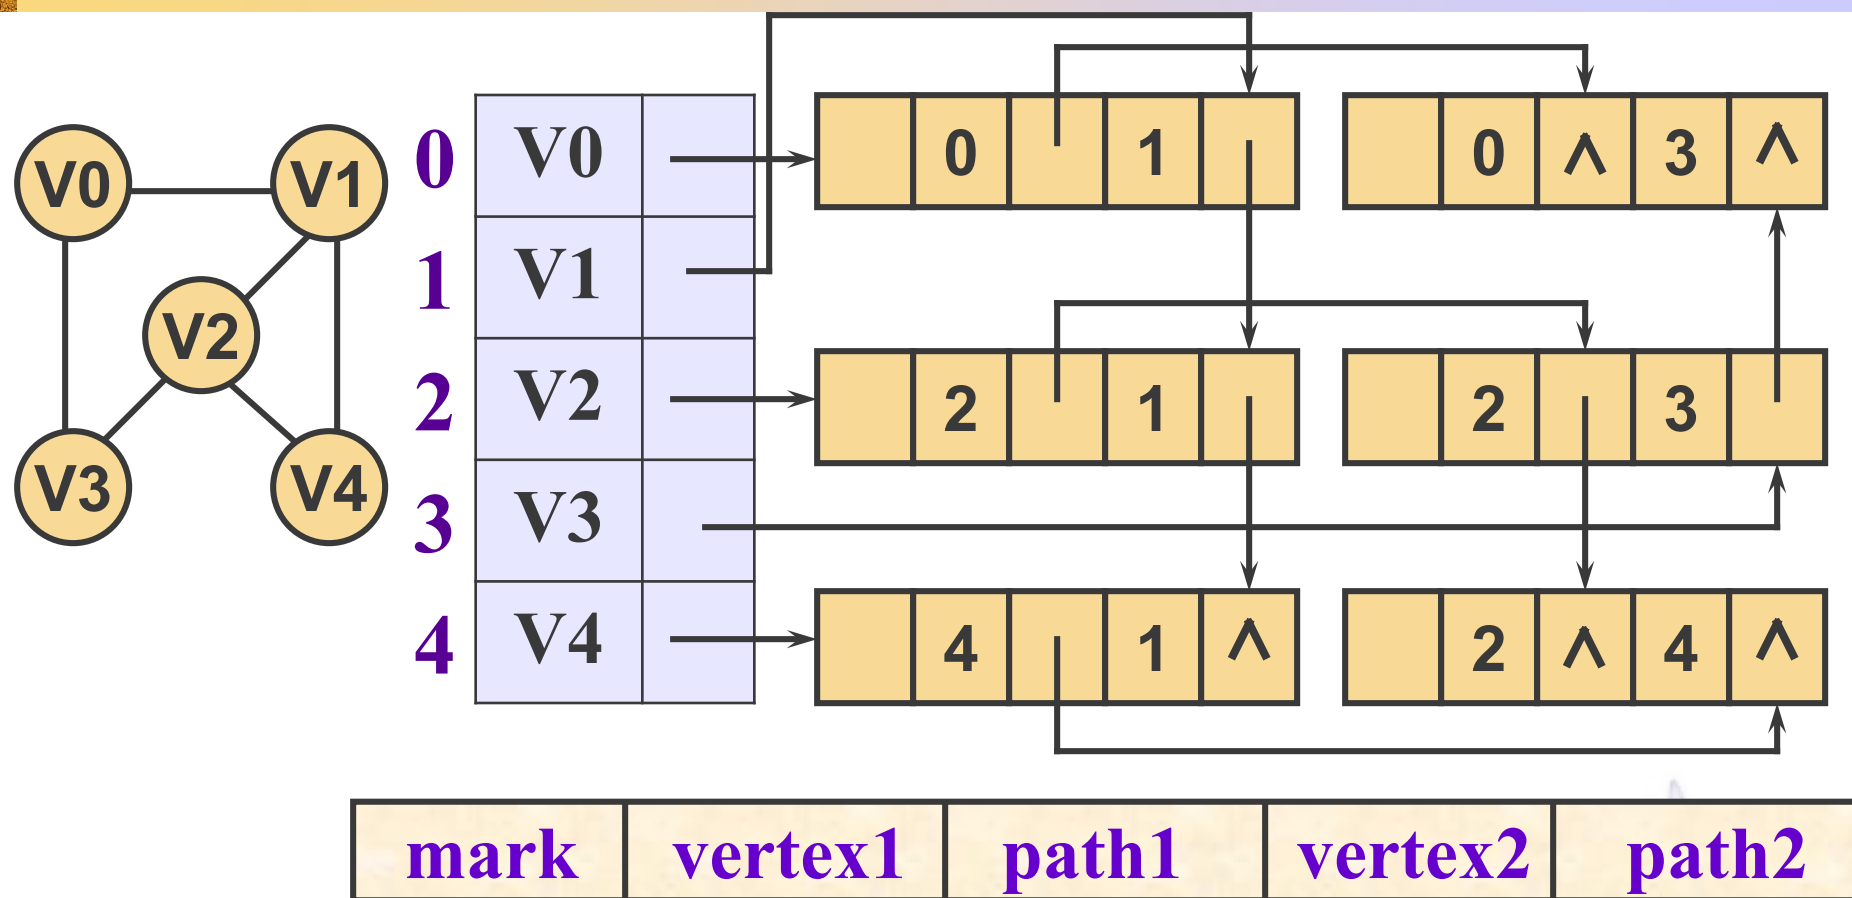 V0 V1
V2
V3 V4
0 V0
1 V1
2 V2
3 V3
4 V4
0 1
0 ∧ 3 ∧
2 1
2 3
4 1 ∧
2 ∧ 4 ∧
mark vertex1 path1 vertex2 path2